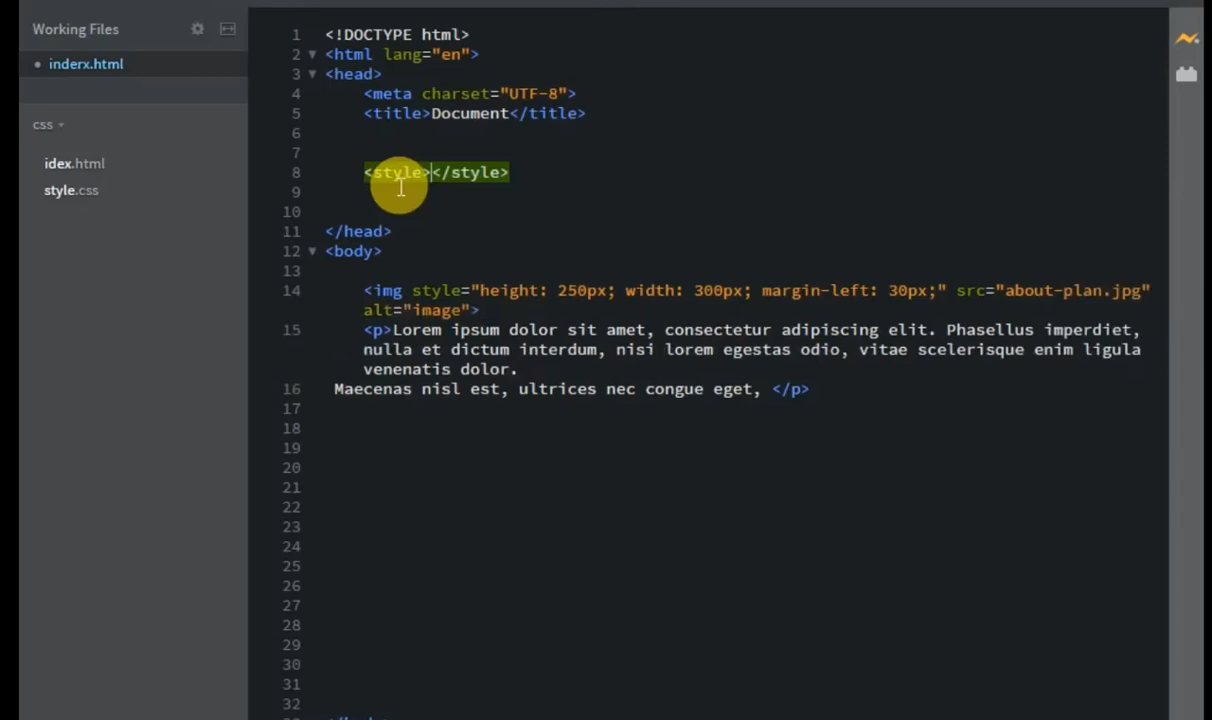 Working Files
inderx.html
css
idex.html
style.css
1 <!DOCTYPE html>
2 <html lang="en">
3 <head>
4 <meta charset="UTF-8">
5 <title>Document</title>
6
7
8 <style></style>
9
10
11 </head>
12 <body>
13
14 <img style="height: 250px; width: 300px; margin-left: 30px;" src="about-plan.jpg"
alt="image">
15 <p>Lorem ipsum dolor sit amet, consectetur adipiscing elit. Phasellus imperdiet,
nulla et dictum interdum, nisi lorem egestas odio, vitae scelerisque enim ligula
venenatis dolor.
16 Maecenas nisl est, ultrices nec congue eget, </p>
17
18
19
20
21
22
23
24
25
26
27
28
29
30
31
32